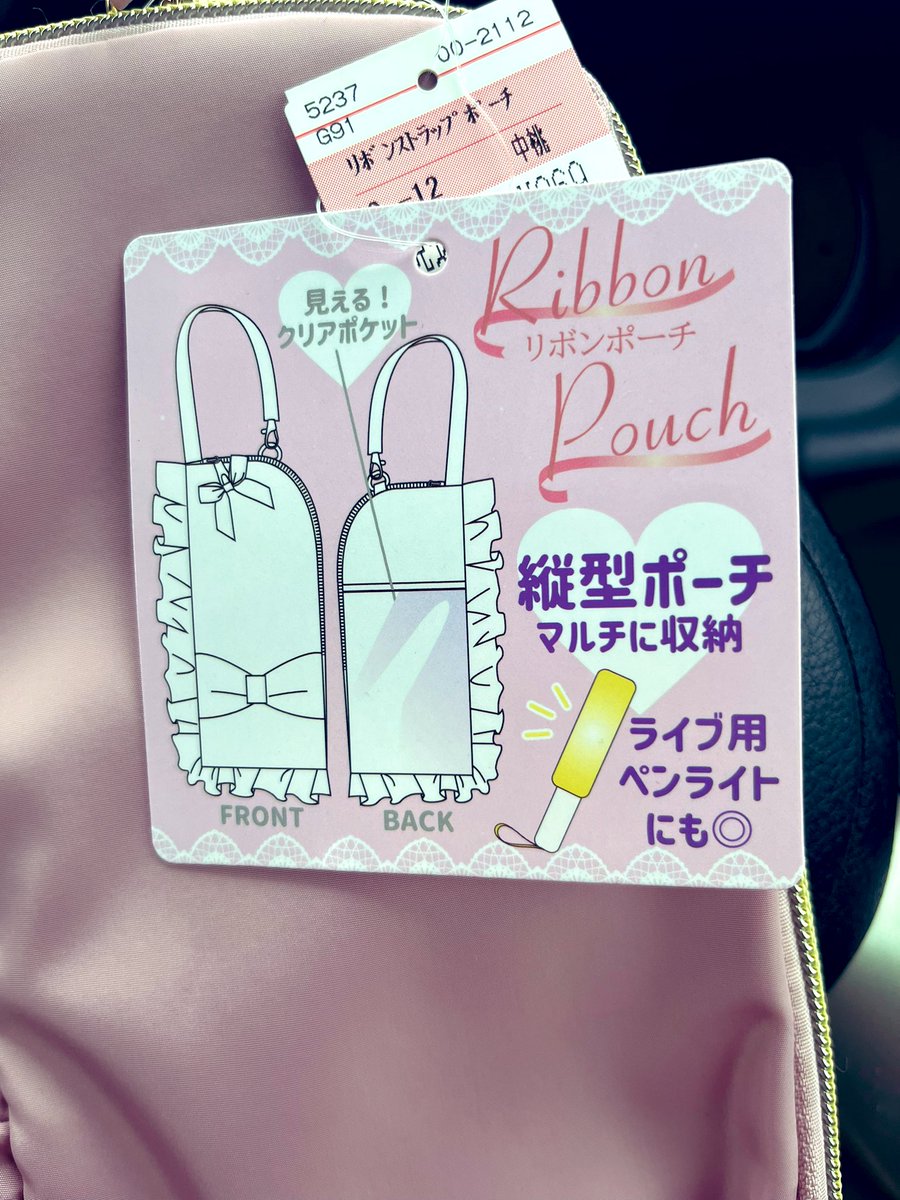 00-2112
5237
G91
リボンストラップポーチ
中桃
-12
Ribbon
リボンポーチ
Pouch
見える！
クリアポケット
縦型ポーチ
マルチに収納
ライブ用
ペンライト
にも◎
FRONT
BACK